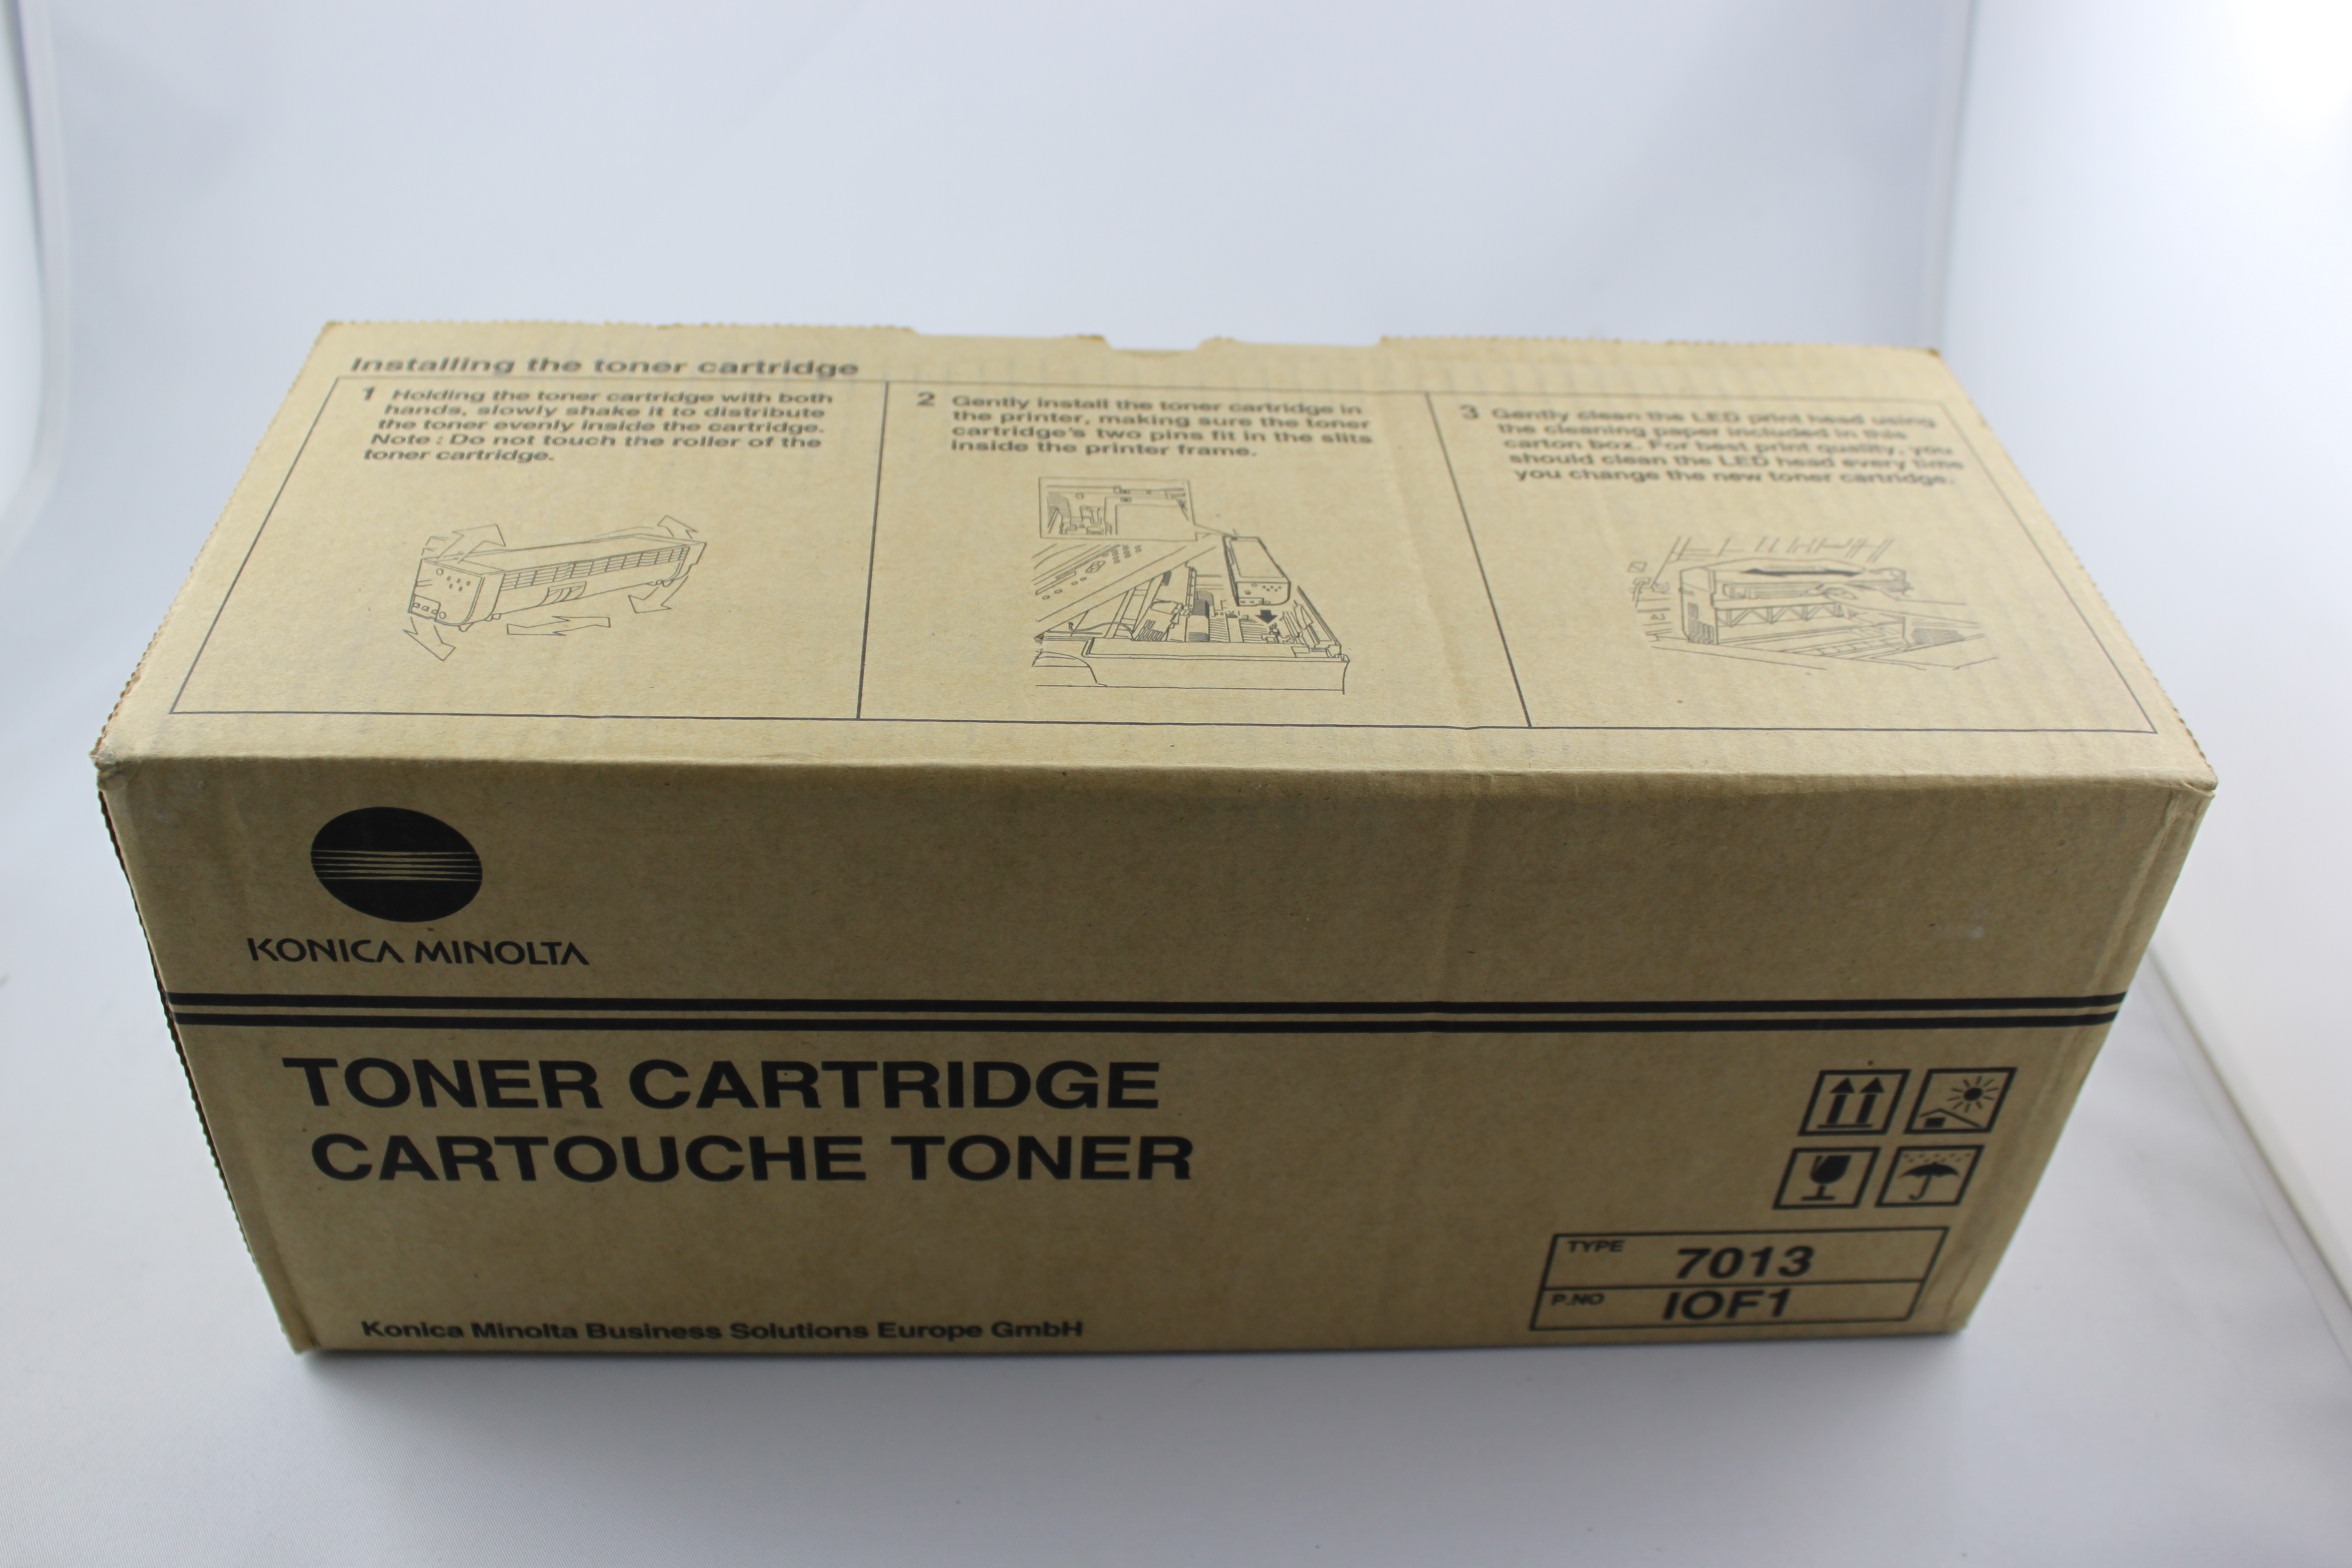 Installing the toner cartridge
1 Holding the toner cartridge with both
hands, slowly shake it to distribute
the toner evenly inside the cartridge.
Note : Do not touch the roller of the
toner cartridge.
2 Gently install the toner cartridge in
the printer, making sure the toner
cartridge's two pins fit in the slits
inside the printer frame.
3 Gently clean the LED print head using
the cleaning paper included in this
carton box. For best print quality, you
should clean the LED head every time
you change the new toner cartridge.
KONICA MINOLTA
TONER CARTRIDGE
CARTOUCHE TONER
TYPE 7013
P.NO IOF1
Konica Minolta Business Solutions Europe GmbH